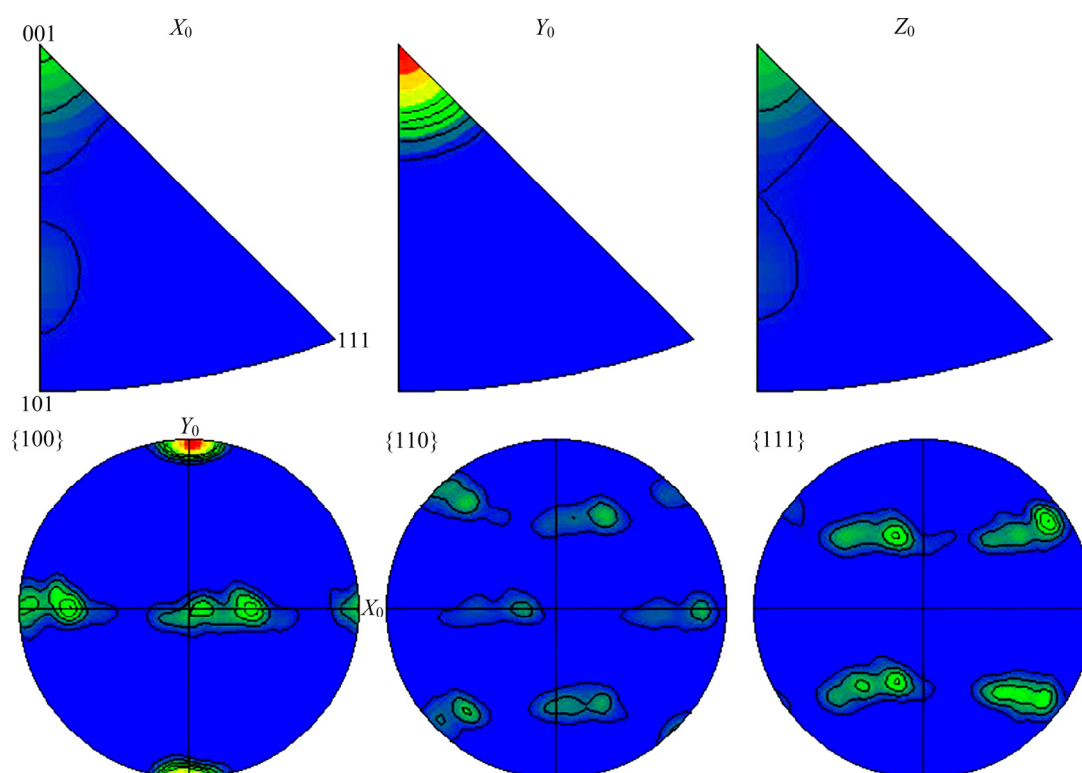 001
X₀
Y₀
Z₀
111
101
{100}
Y₀
{110}
{111}
X₀